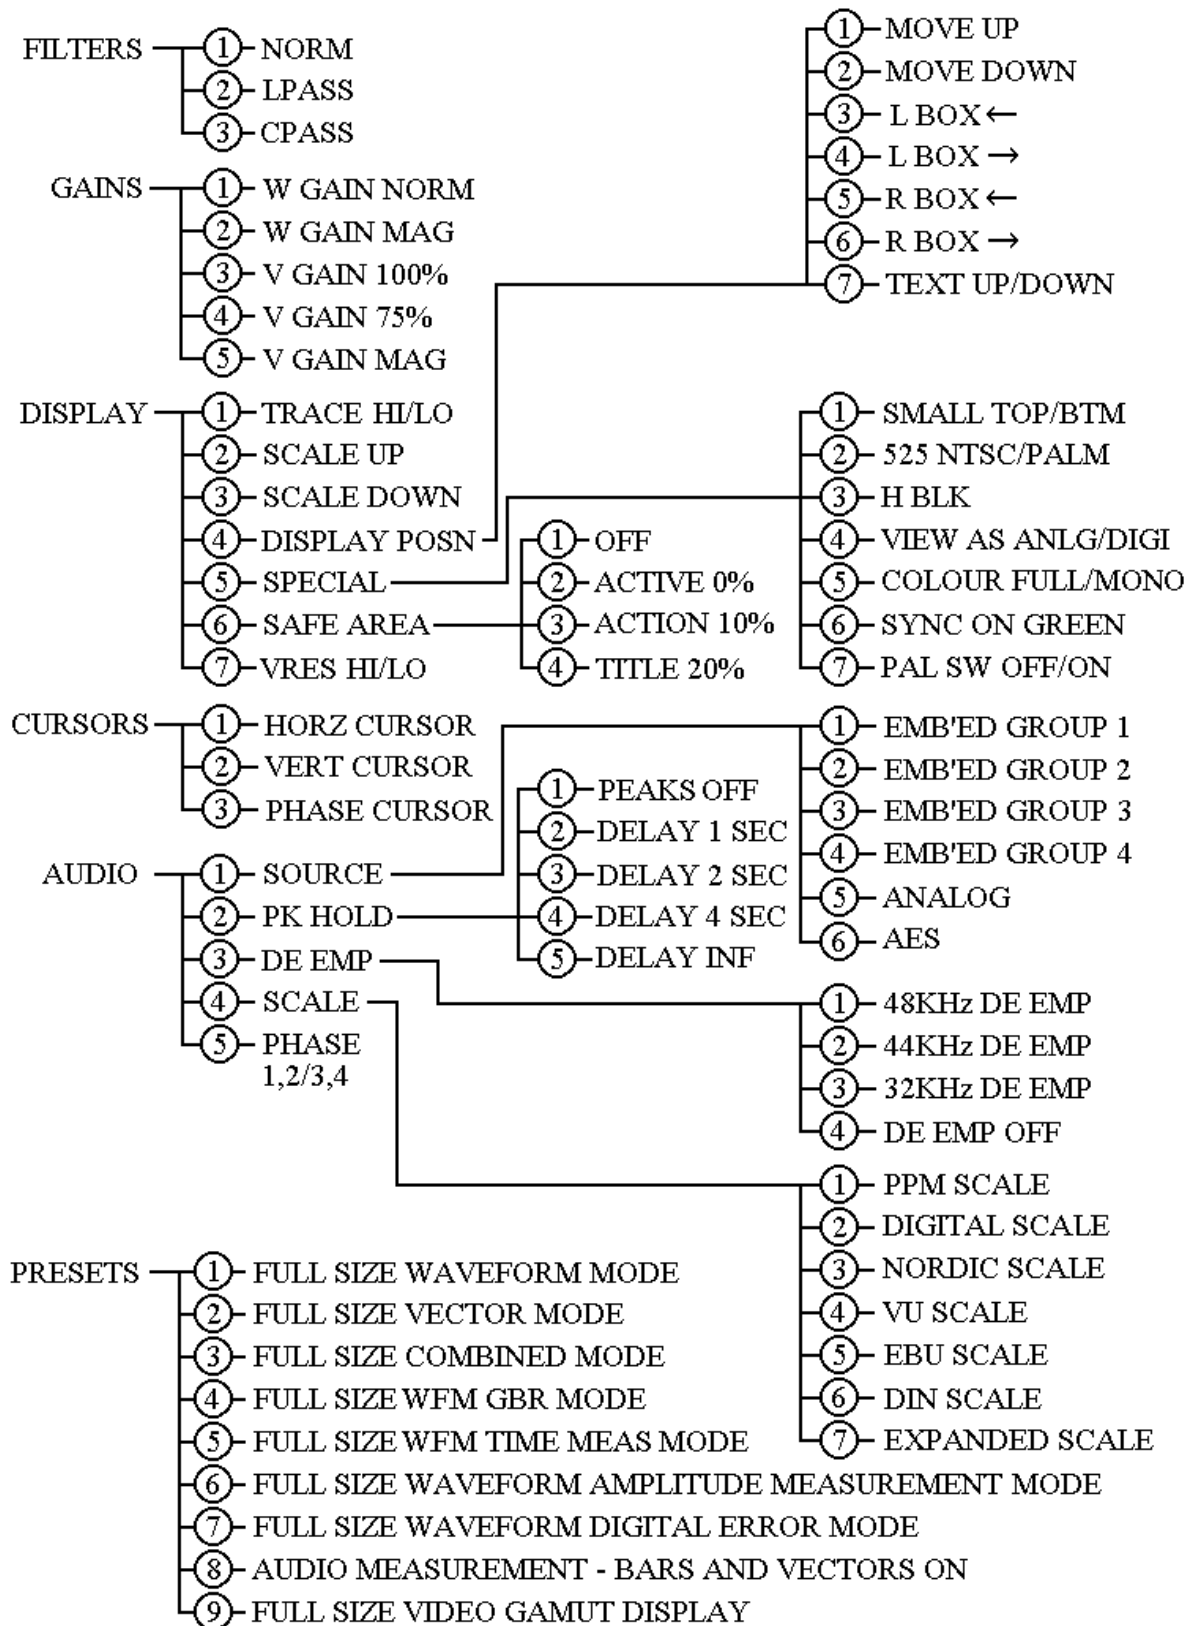 FILTERS
1 NORM
2 LPASS
3 CPASS
GAINS
1 W GAIN NORM
2 W GAIN MAG
3 V GAIN 100%
4 V GAIN 75%
5 V GAIN MAG
DISPLAY
1 TRACE HI/LO
2 SCALE UP
3 SCALE DOWN
4 DISPLAY POSN
5 SPECIAL
6 SAFE AREA
7 VRES HI/LO
1 MOVE UP
2 MOVE DOWN
3 L BOX ←
4 L BOX →
5 R BOX ←
6 R BOX →
7 TEXT UP/DOWN
1 SMALL TOP/BTM
2 525 NTSC/PALM
3 H BLK
4 VIEW AS ANLG/DIGI
5 COLOUR FULL/MONO
6 SYNC ON GREEN
7 PAL SW OFF/ON
1 OFF
2 ACTIVE 0%
3 ACTION 10%
4 TITLE 20%
CURSORS
1 HORZ CURSOR
2 VERT CURSOR
3 PHASE CURSOR
AUDIO
1 SOURCE
2 PK HOLD
3 DE EMP
4 SCALE
5 PHASE
1,2/3,4
1 EMB'ED GROUP 1
2 EMB'ED GROUP 2
3 EMB'ED GROUP 3
4 EMB'ED GROUP 4
5 ANALOG
6 AES
1 PEAKS OFF
2 DELAY 1 SEC
3 DELAY 2 SEC
4 DELAY 4 SEC
5 DELAY INF
1 48KHz DE EMP
2 44KHz DE EMP
3 32KHz DE EMP
4 DE EMP OFF
1 PPM SCALE
2 DIGITAL SCALE
3 NORDIC SCALE
4 VU SCALE
5 EBU SCALE
6 DIN SCALE
7 EXPANDED SCALE
PRESETS
1 FULL SIZE WAVEFORM MODE
2 FULL SIZE VECTOR MODE
3 FULL SIZE COMBINED MODE
4 FULL SIZE WFM GBR MODE
5 FULL SIZE WFM TIME MEAS MODE
6 FULL SIZE WAVEFORM AMPLITUDE MEASUREMENT MODE
7 FULL SIZE WAVEFORM DIGITAL ERROR MODE
8 AUDIO MEASUREMENT - BARS AND VECTORS ON
9 FULL SIZE VIDEO GAMUT DISPLAY